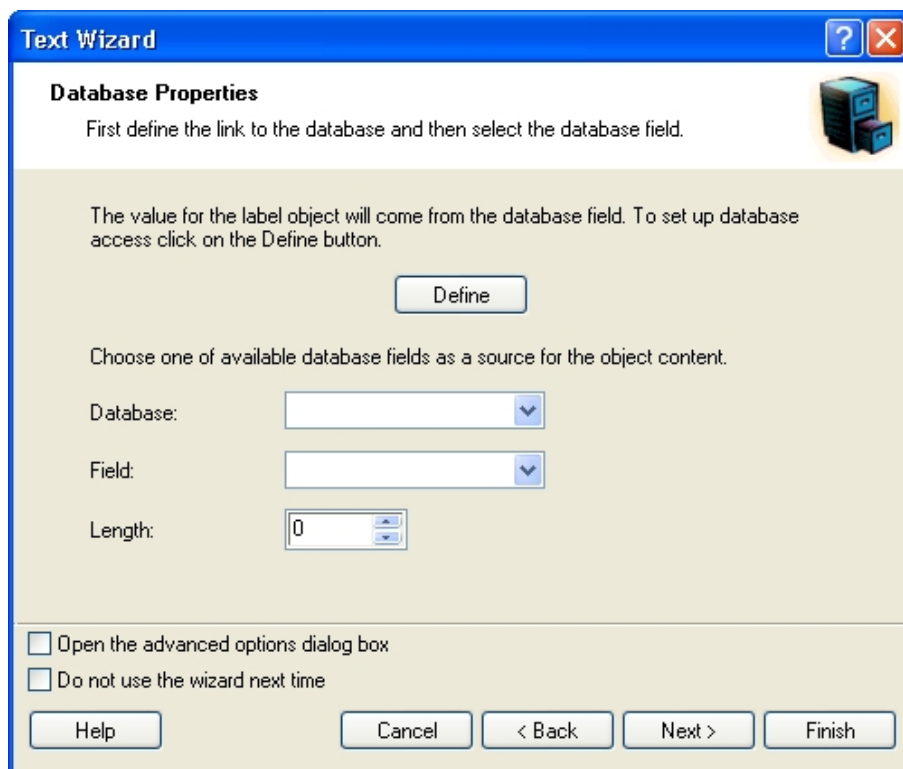 Text Wizard
Database Properties
First define the link to the database and then select the database field.
The value for the label object will come from the database field. To set up database
access click on the Define button.
Define
Choose one of available database fields as a source for the object content.
Database:
Field:
Length: 0
Open the advanced options dialog box
Do not use the wizard next time
Help Cancel < Back Next > Finish